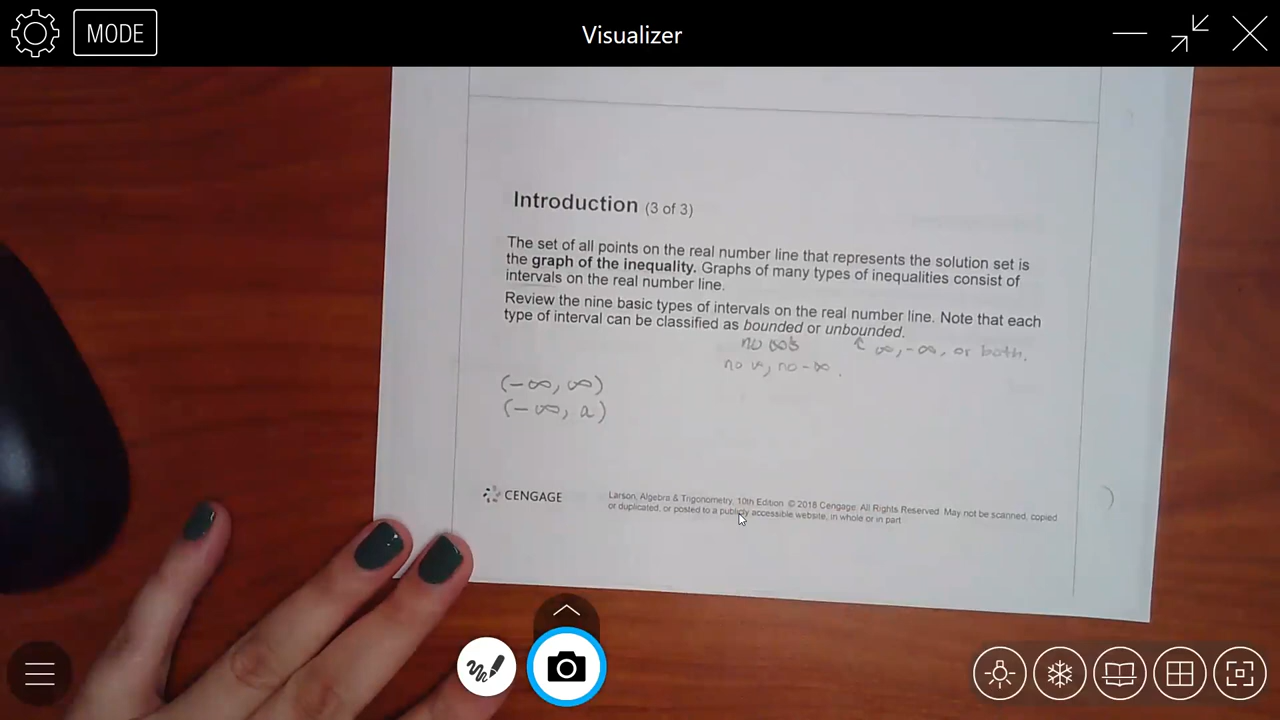 MODE
Visualizer
Introduction (3 of 3)
The set of all points on the real number line that represents the solution set is
the graph of the inequality. Graphs of many types of inequalities consist of
intervals on the real number line.
Review the nine basic types of intervals on the real number line. Note that each
type of interval can be classified as bounded or unbounded.
no ∞'s ↑ ∞, -∞, or both.
no ∞, no -∞.
(-∞, ∞)
(-∞, a)
CENGAGE
Larson, Algebra & Trigonometry, 10th Edition. © 2018 Cengage. All Rights Reserved. May not be scanned, copied
or duplicated, or posted to a publicly accessible website, in whole or in part.